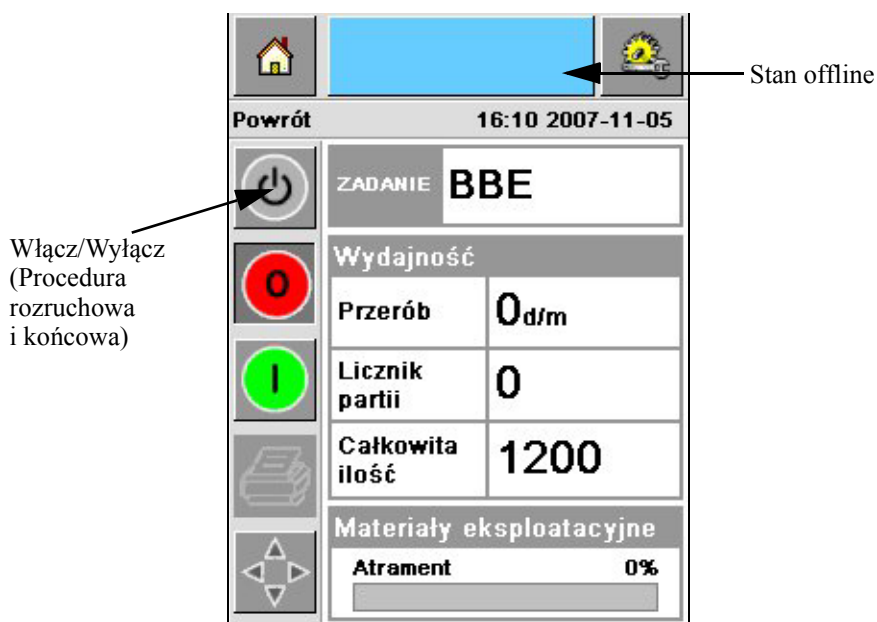 Stan offline
Powrót 16:10 2007-11-05
ZADANIE BBE
Włącz/Wyłącz
(Procedura
rozruchowa
i końcowa)
O
I
Wydajność
Przerób 0d/m
Licznik
partii 0
Całkowita
ilość 1200
Materiały eksploatacyjne
Atrament 0%